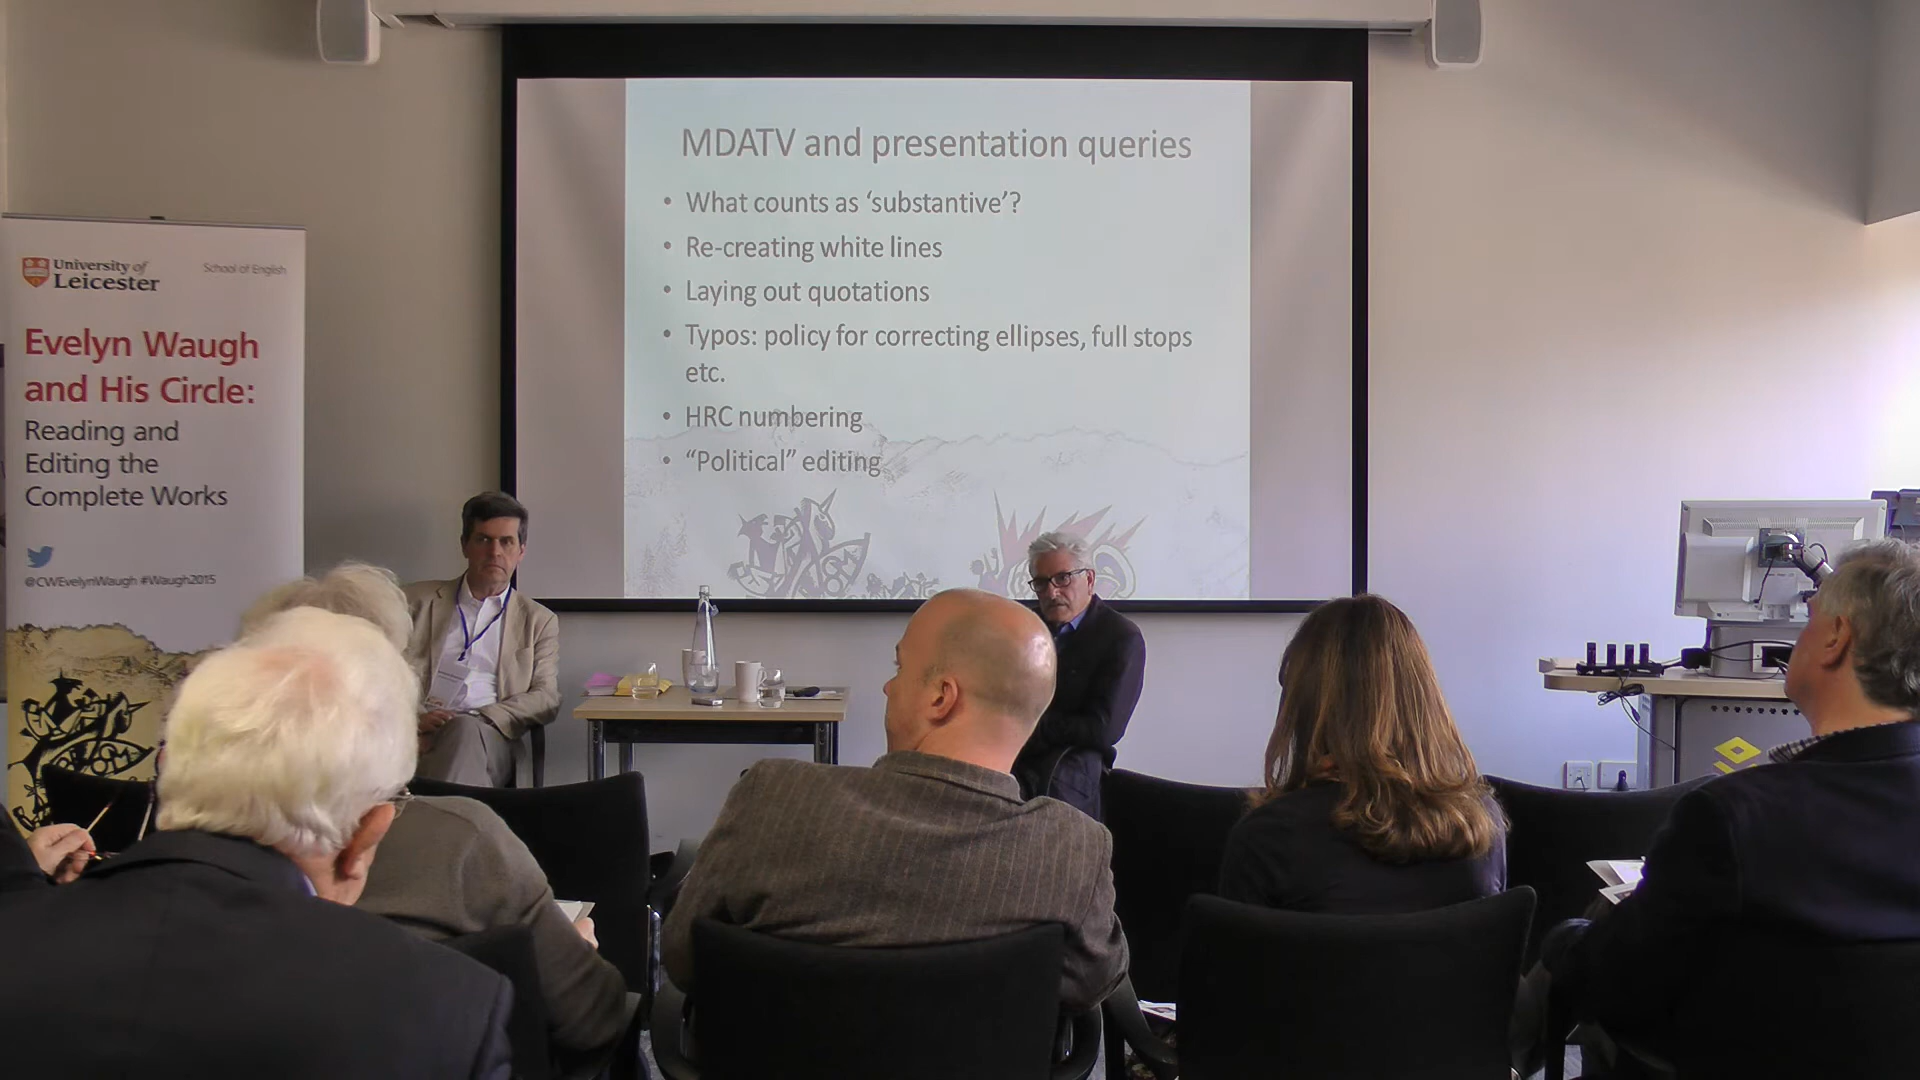 MDATV and presentation queries
• What counts as ‘substantive’?
• Re-creating white lines
• Laying out quotations
• Typos: policy for correcting ellipses, full stops
etc.
• HRC numbering
• “Political” editing
University of
Leicester
School of English
Evelyn Waugh
and His Circle:
Reading and
Editing the
Complete Works
@CWEvelynWaugh #Waugh2015